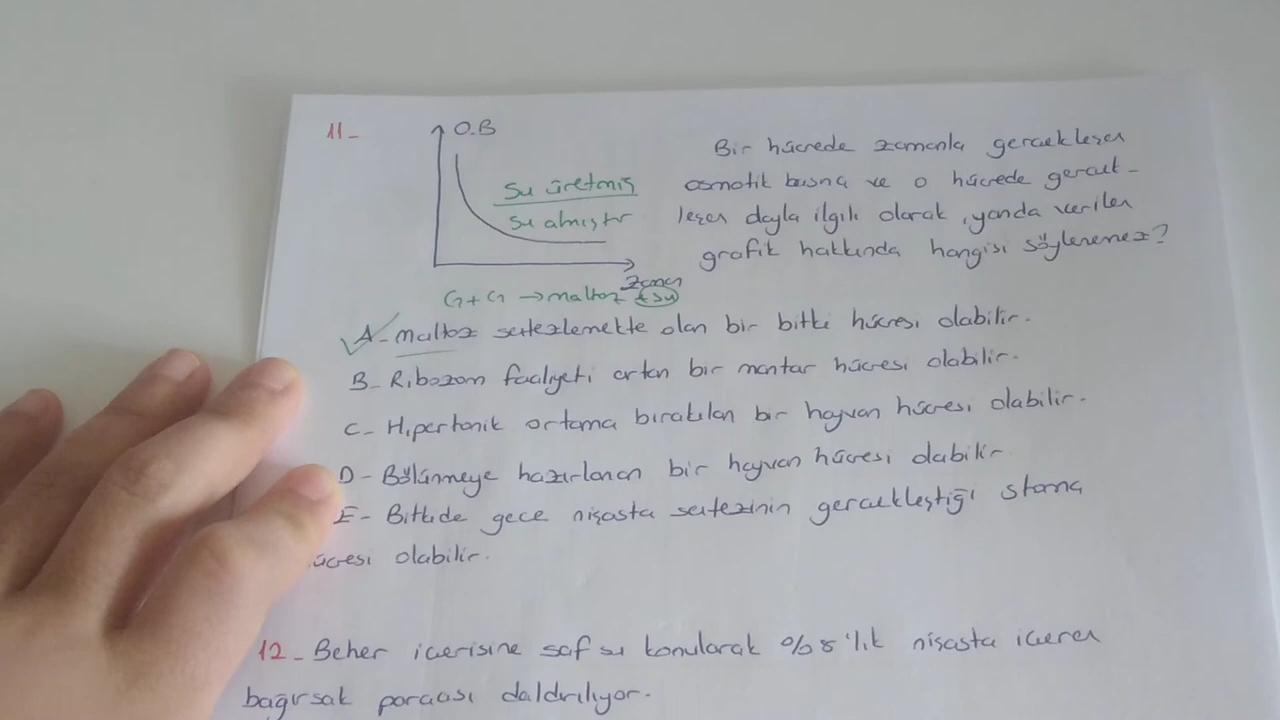 11-
O.B
Su üretmiş
Su almıştır
Zaman
G+G → maltoz + su
Bir hücrede zamanla gerçekleşen
osmotik basınç ve o hücrede gerçek-
leşen olayla ilgili olarak, yanda verilen
grafik hakkında hangisi söylenemez?
A- maltoz sentezlemekte olan bir bitki hücresi olabilir.
B- Ribozom faaliyeti artan bir mantar hücresi olabilir.
C- Hipertonik ortama bırakılan bir hayvan hücresi olabilir.
D- Bölünmeye hazırlanan bir hayvan hücresi olabilir
E- Bitkide gece nişasta sentezinin gerçekleştiği stoma
ücresi olabilir.
12- Beher içerisine saf su konularak %8'lik nişasta içeren
bağırsak parçası daldırılıyor.